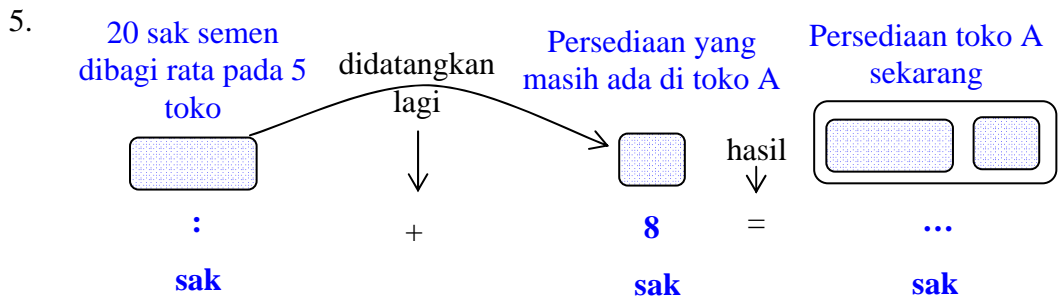 5.
20 sak semen
dibagi rata pada 5
toko
didatangkan
lagi
Persediaan yang
masih ada di toko A
Persediaan toko A
sekarang
hasil
: + 8 = …
sak sak sak